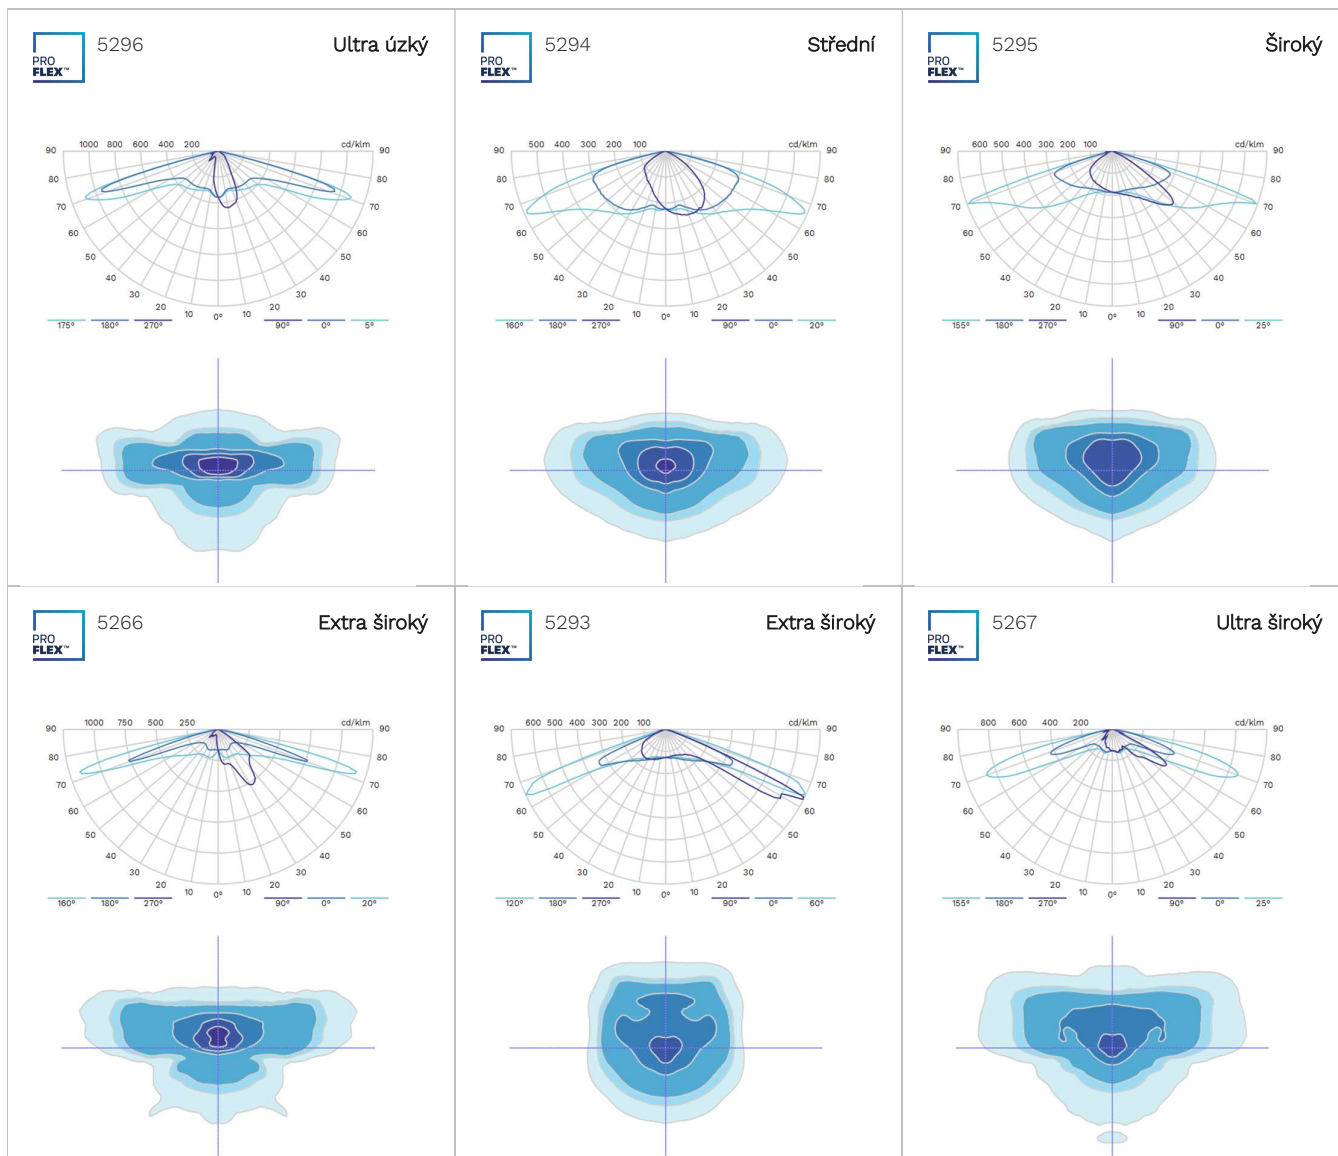 PRO
FLEX™
5296
Ultra úzký
90 1000 800 600 400 200 cd/klm 90
80 80
70 70
60 60
50 50
40 40
30 30
20 10 0° 10 20
175° 180° 270° 90° 0° 5°
PRO
FLEX™
5294
Střední
90 500 400 300 200 100 cd/klm 90
80 80
70 70
60 60
50 50
40 40
30 30
20 10 0° 10 20
160° 180° 270° 90° 0° 20°
PRO
FLEX™
5295
Široký
90 600 500 400 300 200 100 cd/klm 90
80 80
70 70
60 60
50 50
40 40
30 30
20 10 0° 10 20
155° 180° 270° 90° 0° 25°
PRO
FLEX™
5266
Extra široký
90 1000 750 500 250 cd/klm 90
80 80
70 70
60 60
50 50
40 40
30 30
20 10 0° 10 20
160° 180° 270° 90° 0° 20°
PRO
FLEX™
5293
Extra široký
90 600 500 400 300 200 100 cd/klm 90
80 80
70 70
60 60
50 50
40 40
30 30
20 10 0° 10 20
120° 180° 270° 90° 0° 60°
PRO
FLEX™
5267
Ultra široký
90 800 600 400 200 cd/klm 90
80 80
70 70
60 60
50 50
40 40
30 30
20 10 0° 10 20
155° 180° 270° 90° 0° 25°